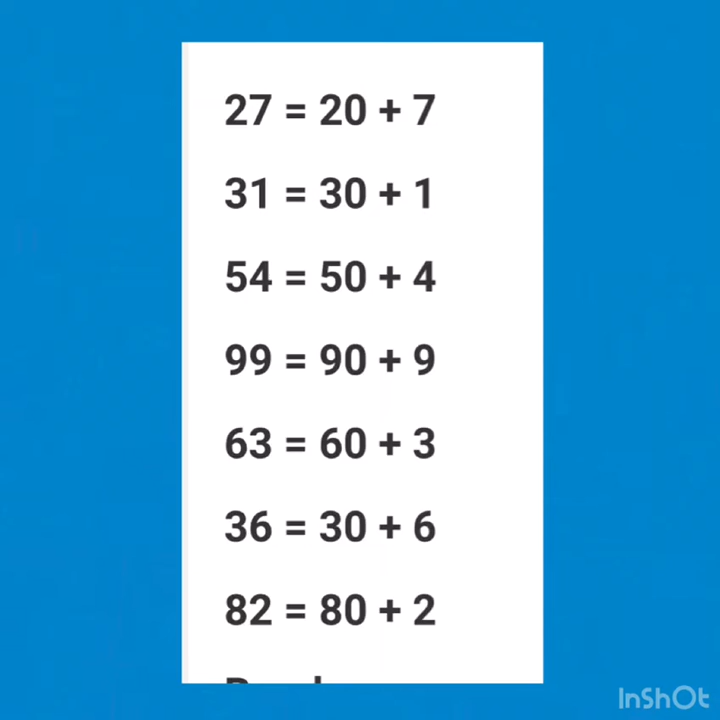 27 = 20 + 7
31 = 30 + 1
54 = 50 + 4
99 = 90 + 9
63 = 60 + 3
36 = 30 + 6
82 = 80 + 2
InShOt